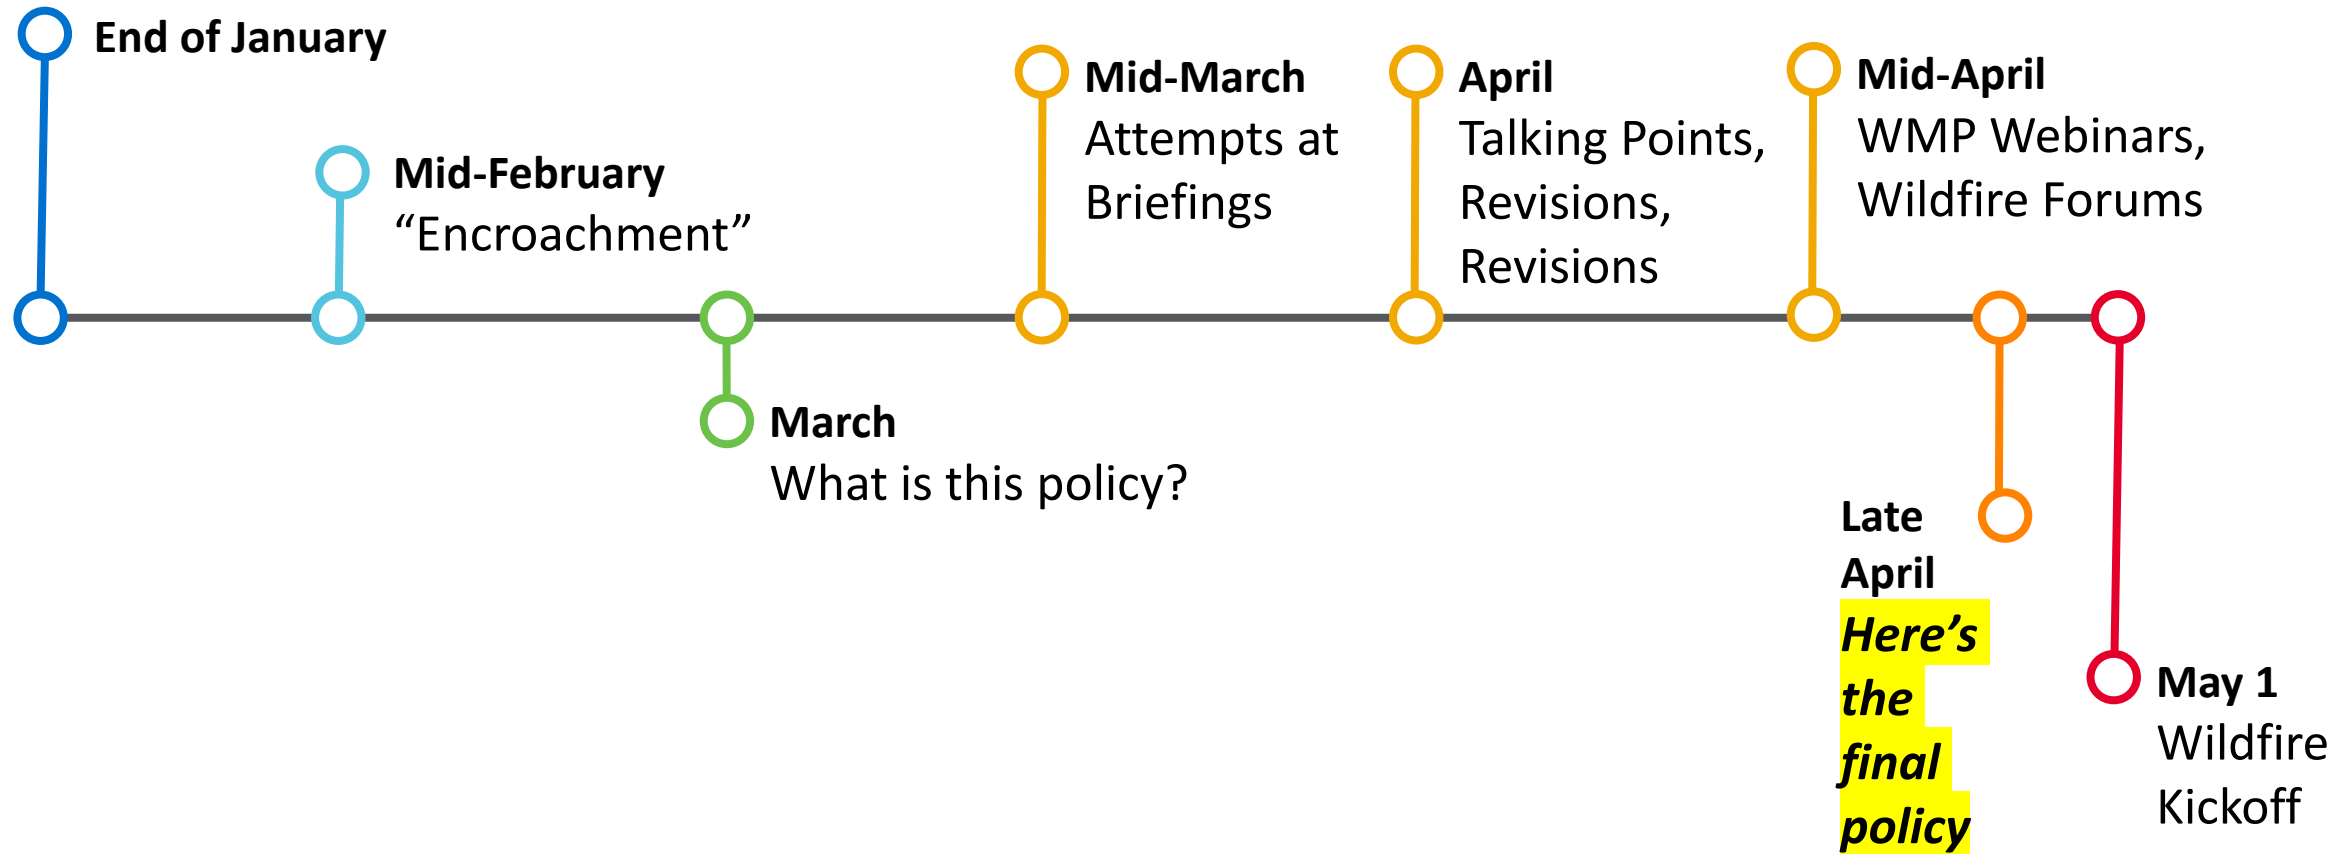 End of January
Mid-February
“Encroachment”
March
What is this policy?
Mid-March
Attempts at
Briefings
April
Talking Points,
Revisions,
Revisions
Mid-April
WMP Webinars,
Wildfire Forums
Late
April
Here’s
the
final
policy
May 1
Wildfire
Kickoff